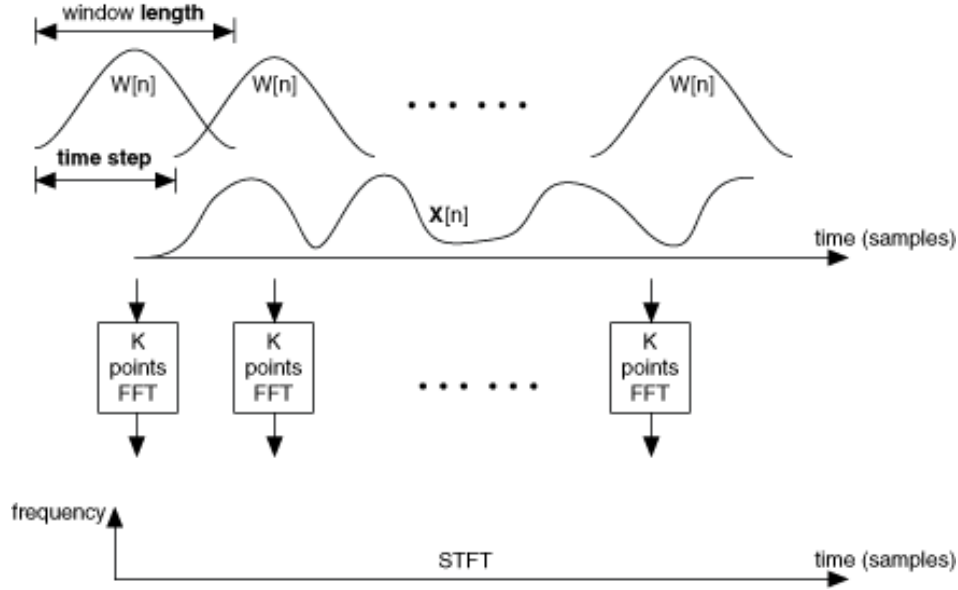 window length
W[n]
W[n]
W[n]
time step
X[n]
time (samples)
K
points
FFT
K
points
FFT
K
points
FFT
frequency
STFT
time (samples)